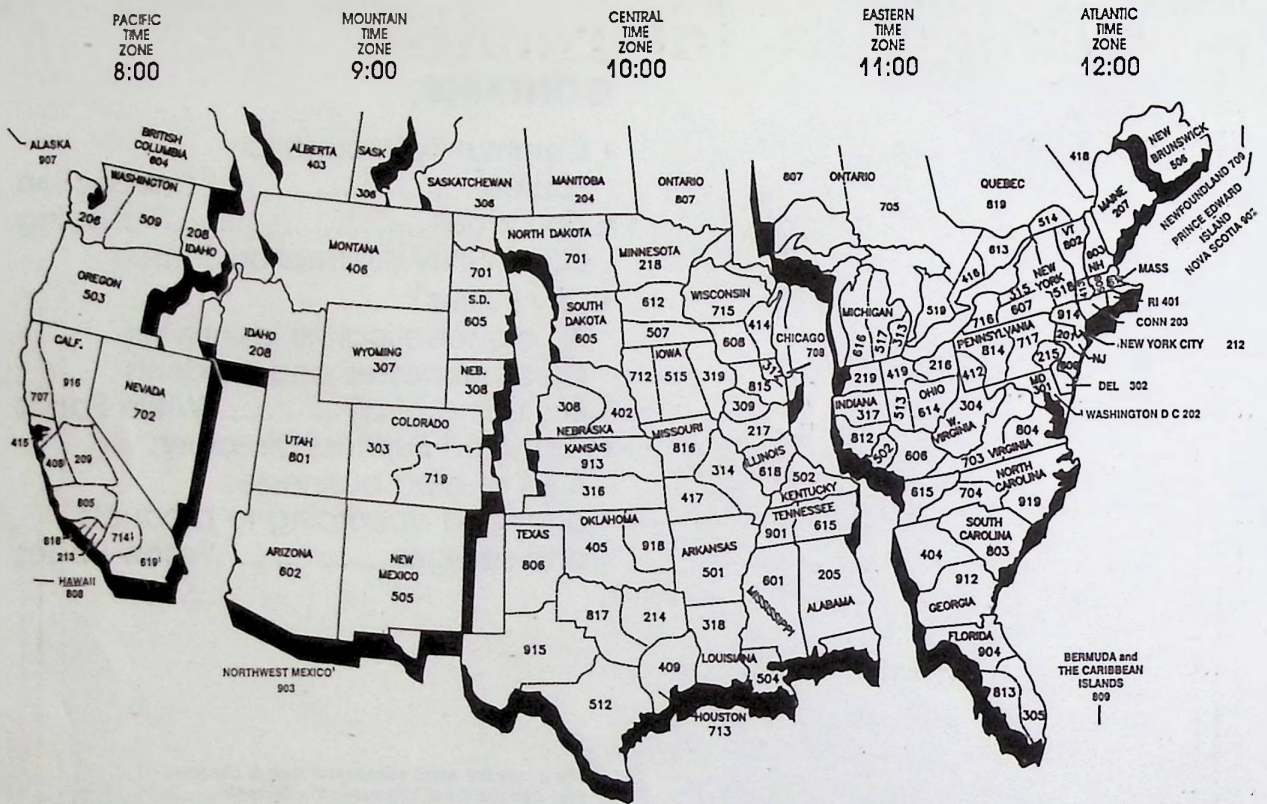 PACIFIC
TIME
ZONE
8:00
MOUNTAIN
TIME
ZONE
9:00
CENTRAL
TIME
ZONE
10:00
EASTERN
TIME
ZONE
11:00
ATLANTIC
TIME
ZONE
12:00
ALASKA
907
BRITISH
COLUMBIA
604
ALBERTA
403
SASK
306
SASKATCHEWAN
306
MANITOBA
204
ONTARIO
807
807
ONTARIO
705
QUEBEC
819
418
NEW
BRUNSWICK
506
NEWFOUNDLAND 709
PRINCE EDWARD
ISLAND
NOVA SCOTIA 902
WASHINGTON
206
509
208
IDAHO
OREGON
503
MONTANA
406
IDAHO
208
WYOMING
307
701
S.D.
605
NEB.
308
NORTH DAKOTA
701
SOUTH
DAKOTA
605
MINNESOTA
218
612
507
WISCONSIN
715
414
608
CHICAGO
708
312
815
309
217
ILLINOIS
618
IOWA
712
515
319
308
402
NEBRASKA
KANSAS
913
316
MISSOURI
816
314
417
CALF.
916
707
415
408
209
805
818
213
714
619
HAWAII
808
NEVADA
702
UTAH
801
COLORADO
303
719
ARIZONA
602
NEW
MEXICO
505
NORTHWEST MEXICO
903
TEXAS
806
OKLAHOMA
405
918
817
214
915
409
512
HOUSTON
713
ARKANSAS
501
318
LOUISIANA
504
601
MISSISSIPPI
205
ALABAMA
502
KENTUCKY
TENNESSEE
901
615
MICHIGAN
616
517
313
519
416
613
514
MAINE
207
VT
802
603
NH
NEW
YORK
315
518
607
716
914
MASS
RI 401
CONN 203
NEW YORK CITY 212
201
NJ
609
215
PENNSYLVANIA
717
814
412
MD
301
DEL 302
WASHINGTON D C 202
219
419
216
INDIANA
317
513
OHIO
614
812
502
606
304
W.
VIRGINIA
804
703 VIRGINIA
NORTH
CAROLINA
704
919
615
SOUTH
CAROLINA
803
404
912
GEORGIA
FLORIDA
904
813
305
BERMUDA and
THE CARIBBEAN
ISLANDS
809